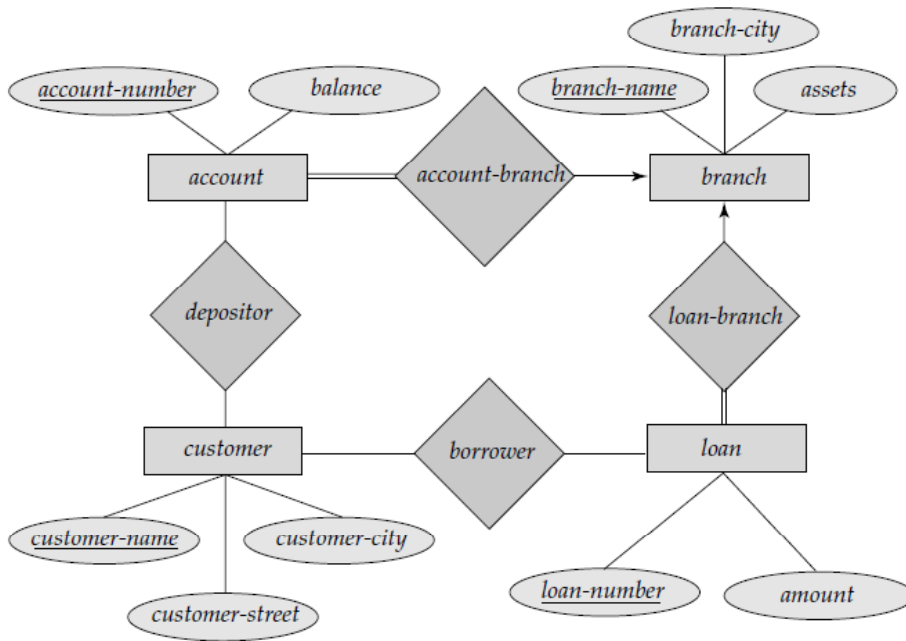 branch-city
account-number
balance
branch-name
assets
account
account-branch
branch
depositor
loan-branch
customer
borrower
loan
customer-name
customer-city
customer-street
loan-number
amount